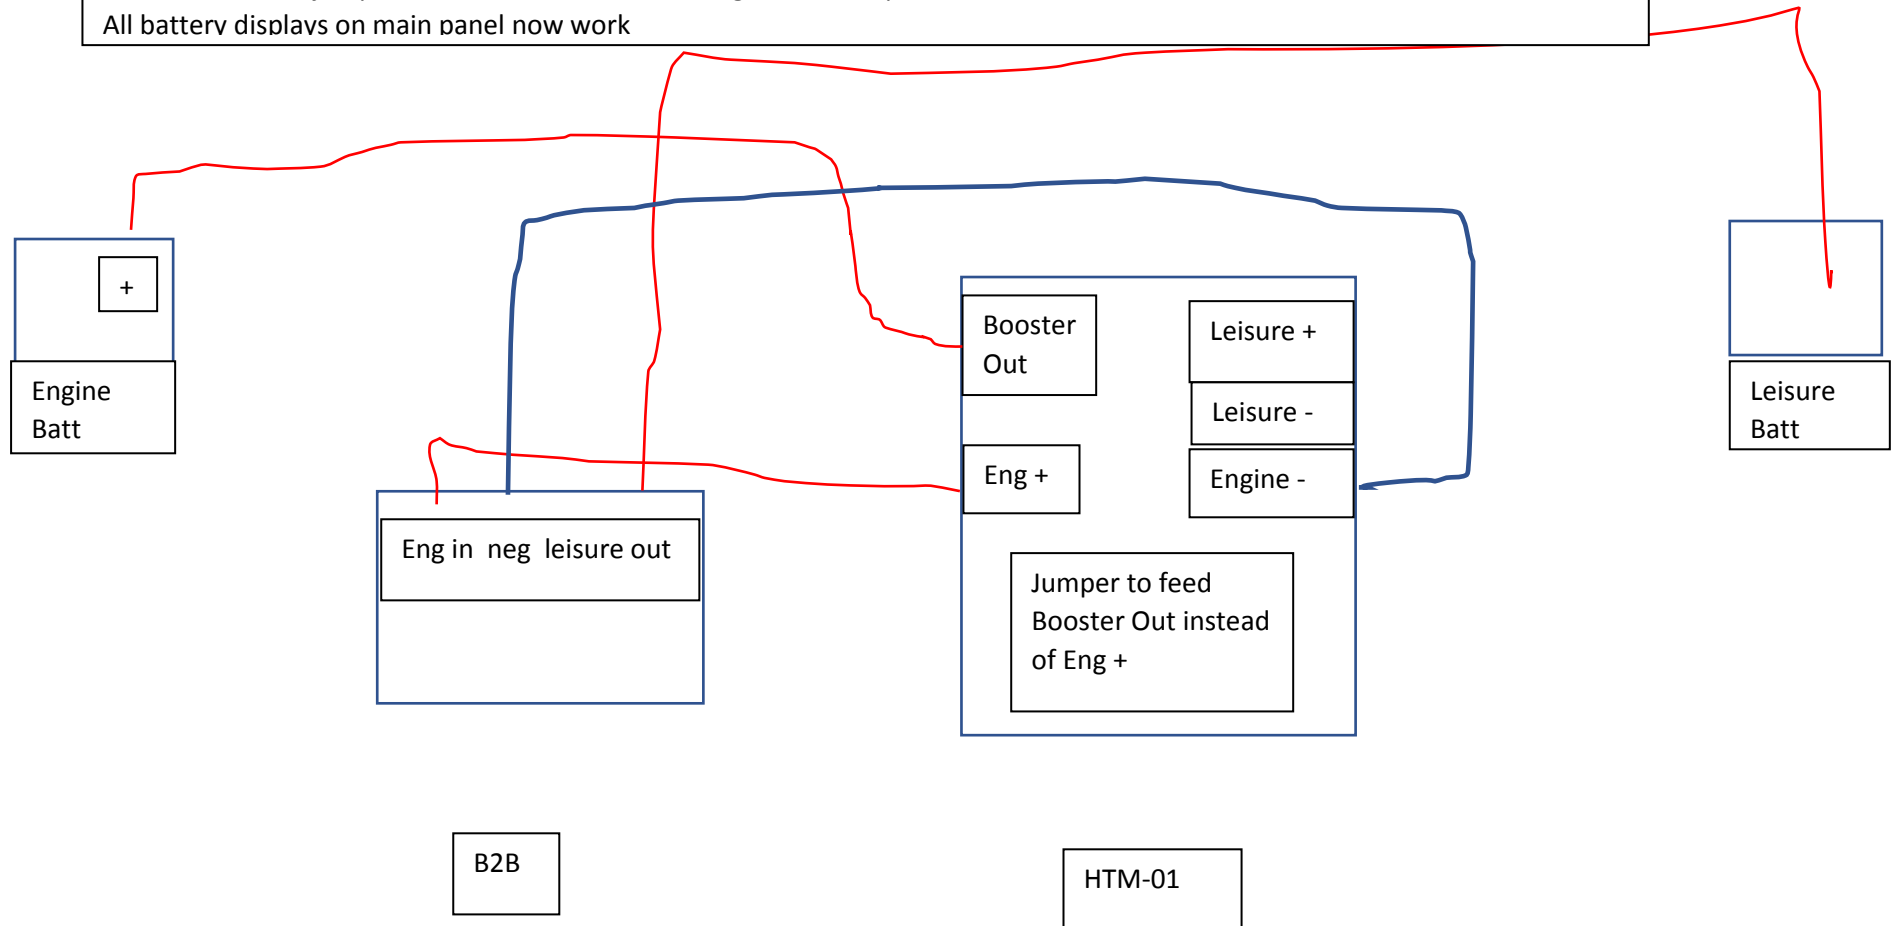 All battery displays on main panel now work
+
Engine
Batt
Booster
Out
Leisure +
Leisure -
Eng +
Engine -
Leisure
Batt
Eng in  neg  leisure out
Jumper to feed
Booster Out instead
of Eng +
B2B
HTM-01